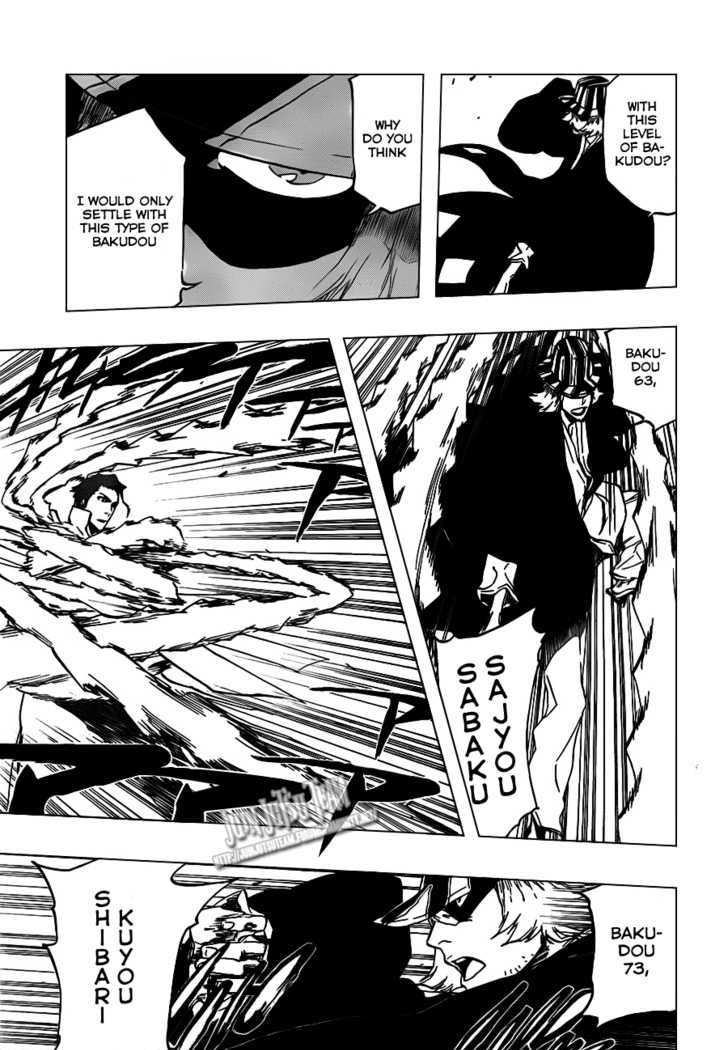 WITH
THIS
LEVEL
OF BA-
KUDOU?
WHY
DO YOU
THINK
I WOULD ONLY
SETTLE WITH
THIS TYPE OF
BAKUDOU
BAKU-
DOU
63,
SAJYOU
SABAKU
BAKU-
DOU
73,
KUYOU
SHIBARI